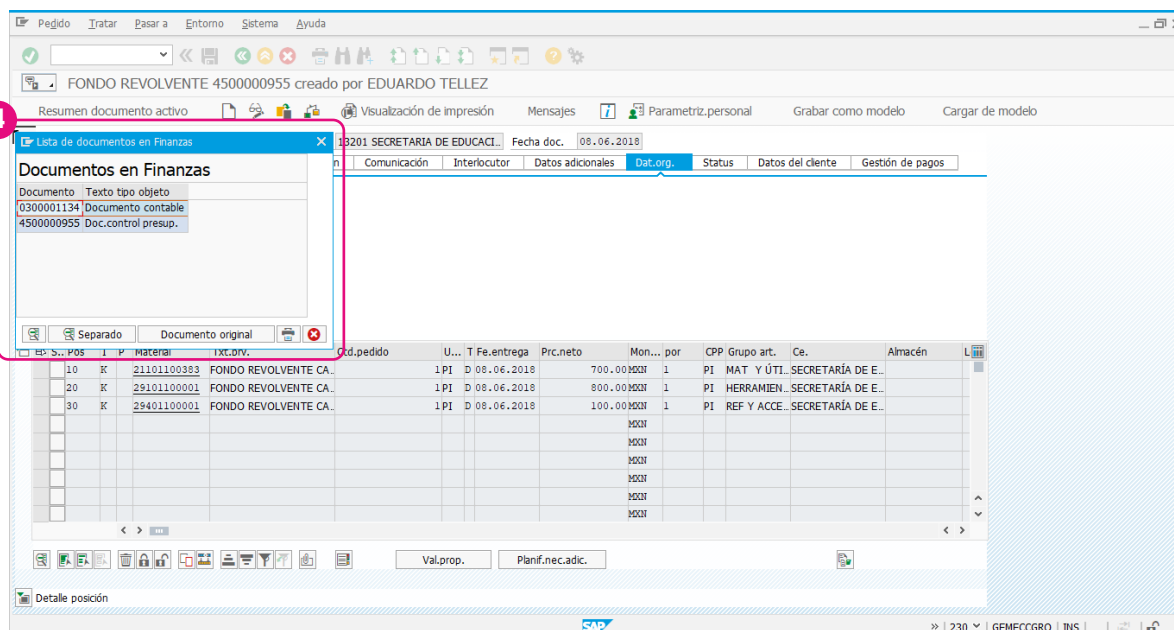 Pedido Tratar Pasar a Entorno Sistema Ayuda
FONDO REVOLVENTE 4500000955 creado por EDUARDO TELLEZ
Resumen documento activo Visualización de impresión Mensajes Parametriz.personal Grabar como modelo Cargar de modelo
4
Lista de documentos en Finanzas
13201 SECRETARIA DE EDUCACI.. Fecha doc. 08.06.2018
n Comunicación Interlocutor Datos adicionales Dat.org. Status Datos del cliente Gestión de pagos
Documentos en Finanzas
Documento Texto tipo objeto
0300001134 Documento contable
4500000955 Doc.control presup.
Separado Documento original
S.. Pos I P Material Txt.brv. Ctd.pedido U... T Fe.entrega Prc.neto Mon... por CPP Grupo art. Ce. Almacén L
10 K 21101100383 FONDO REVOLVENTE CA.. 1 PI D 08.06.2018 700.00 MXN 1 PI MAT Y ÚTI.. SECRETARÍA DE E..
20 K 29101100001 FONDO REVOLVENTE CA.. 1 PI D 08.06.2018 800.00 MXN 1 PI HERRAMIEN.. SECRETARÍA DE E..
30 K 29401100001 FONDO REVOLVENTE CA.. 1 PI D 08.06.2018 100.00 MXN 1 PI REF Y ACCE.. SECRETARÍA DE E..
MXN
MXN
MXN
MXN
MXN
MXN
Val.prop. Planif.nec.adic.
Detalle posición
SAP
230 GEMECCGRO INS